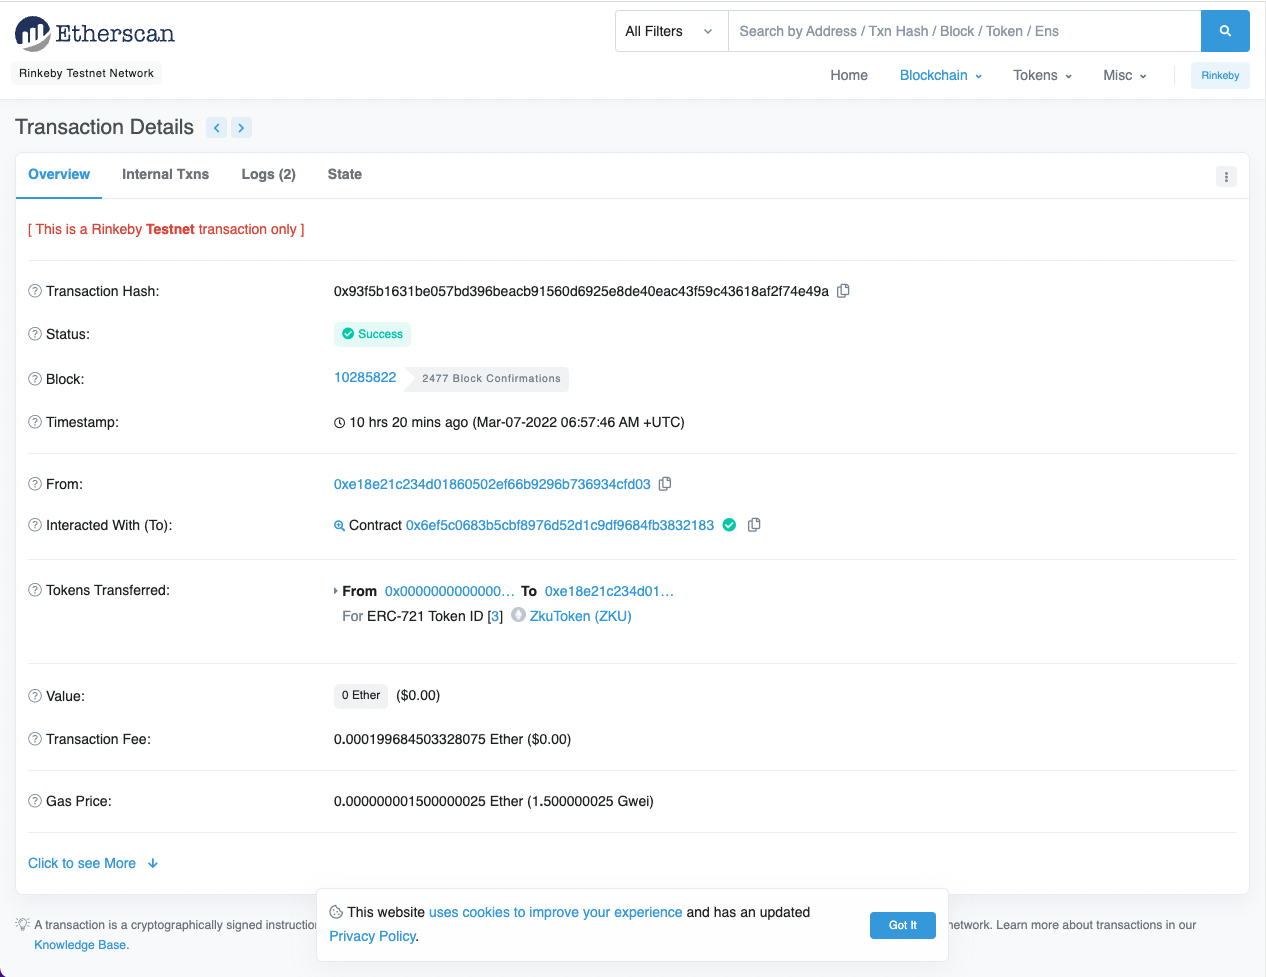 Etherscan
All Filters
Search by Address / Txn Hash / Block / Token / Ens
Rinkeby Testnet Network
Home Blockchain Tokens Misc Rinkeby
Transaction Details
Overview Internal Txns Logs (2) State
[ This is a Rinkeby Testnet transaction only ]
Transaction Hash: 0x93f5b1631be057bd396beacb91560d6925e8de40eac43f59c43618af2f74e49a
Status: Success
Block: 10285822 2477 Block Confirmations
Timestamp: 10 hrs 20 mins ago (Mar-07-2022 06:57:46 AM +UTC)
From: 0xe18e21c234d01860502ef66b9296b736934cfd03
Interacted With (To): Contract 0x6ef5c0683b5cbf8976d52d1c9df9684fb3832183
Tokens Transferred: From 0x0000000000000… To 0xe18e21c234d01…
For ERC-721 Token ID [3] ZkuToken (ZKU)
Value: 0 Ether ($0.00)
Transaction Fee: 0.000199684503328075 Ether ($0.00)
Gas Price: 0.000000001500000025 Ether (1.500000025 Gwei)
Click to see More
This website uses cookies to improve your experience and has an updated
Privacy Policy.
Got It
A transaction is a cryptographically signed instruction network. Learn more about transactions in our
Knowledge Base.